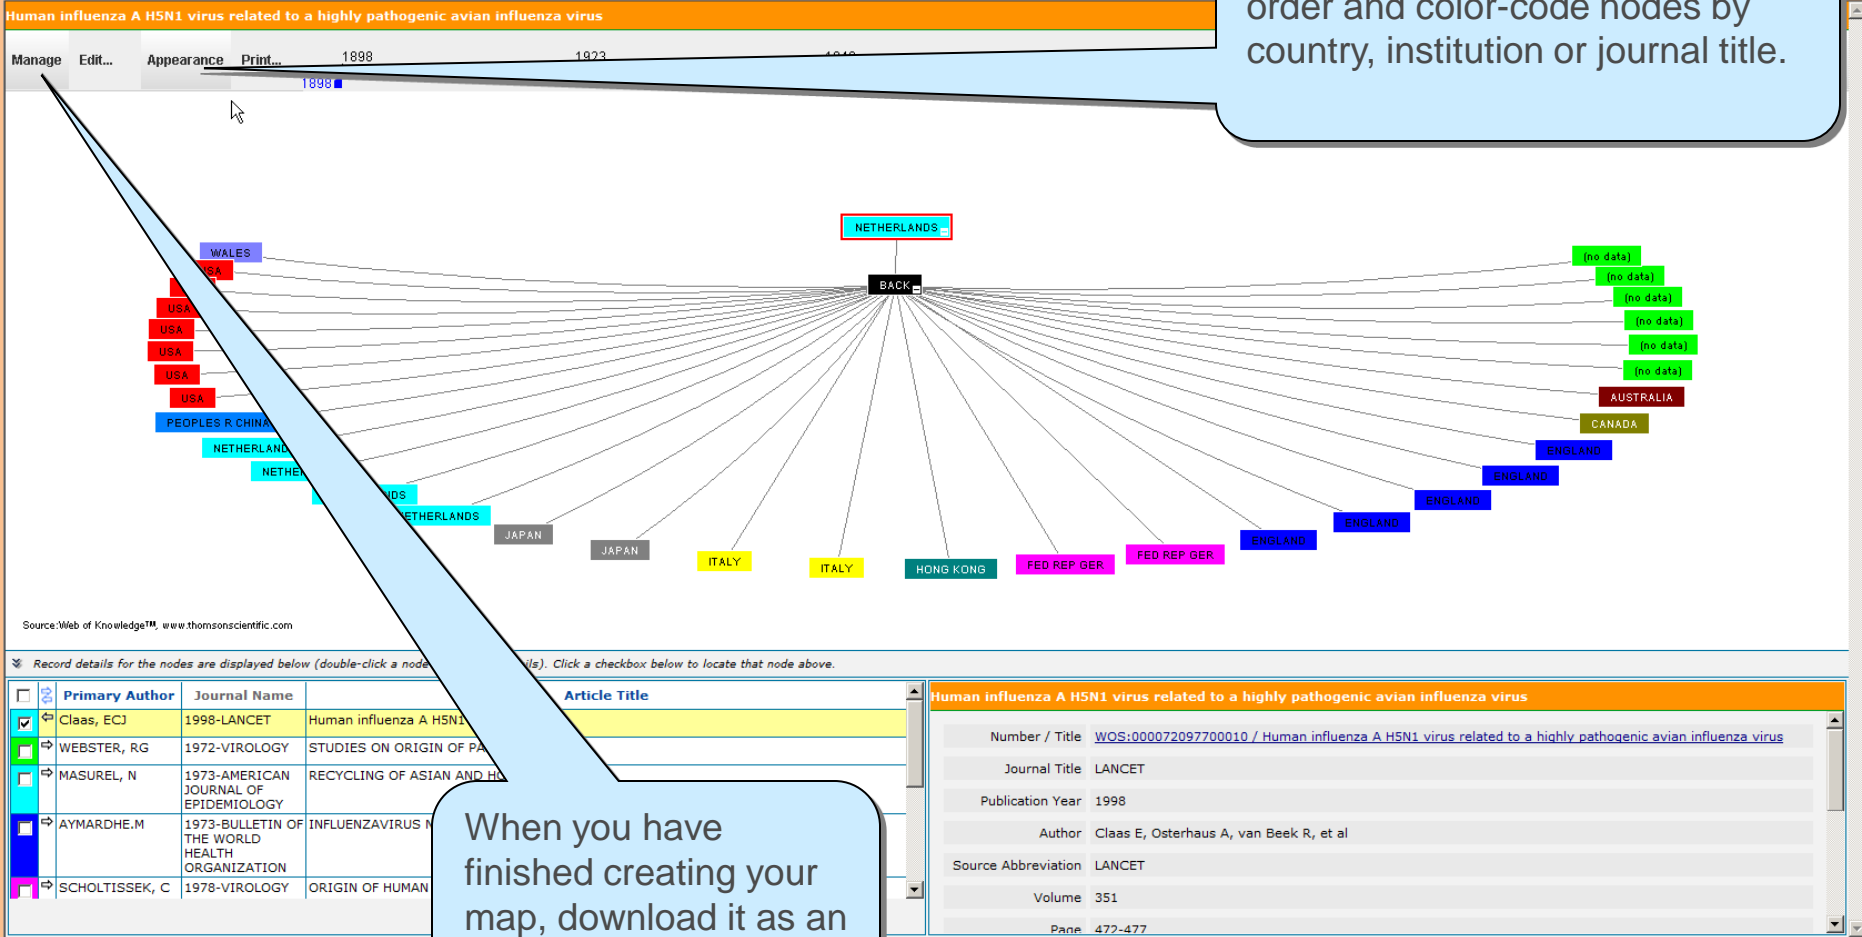 Human influenza A H5N1 virus related to a highly pathogenic avian influenza virus
order and color-code nodes by
country, institution or journal title.
Manage Edit... Appearance Print... 1898 1923
1898
NETHERLANDS
BACK
WALES
USA
USA
USA
USA
USA
USA
PEOPLES R CHINA
NETHERLAND
NETHE
NDS
ETHERLANDS
JAPAN
JAPAN
ITALY
ITALY
HONG KONG
FED REP GER
FED REP GER
ENGLAND
ENGLAND
ENGLAND
ENGLAND
ENGLAND
CANADA
AUSTRALIA
(no data)
(no data)
(no data)
(no data)
(no data)
(no data)
Source:Web of Knowledge™, www.thomsonscientific.com
Record details for the nodes are displayed below (double-click a node ils). Click a checkbox below to locate that node above.
Primary Author Journal Name Article Title
Claas, ECJ 1998-LANCET Human influenza A H5N1
WEBSTER, RG 1972-VIROLOGY STUDIES ON ORIGIN OF PA
MASUREL, N 1973-AMERICAN JOURNAL OF EPIDEMIOLOGY RECYCLING OF ASIAN AND HO
AYMARDHE.M 1973-BULLETIN OF THE WORLD HEALTH ORGANIZATION INFLUENZAVIRUS N
SCHOLTISSEK, C 1978-VIROLOGY ORIGIN OF HUMAN
When you have
finished creating your
map, download it as an
Human influenza A H5N1 virus related to a highly pathogenic avian influenza virus
Number / Title WOS:000072097700010 / Human influenza A H5N1 virus related to a highly pathogenic avian influenza virus
Journal Title LANCET
Publication Year 1998
Author Claas E, Osterhaus A, van Beek R, et al
Source Abbreviation LANCET
Volume 351
Page 472-477